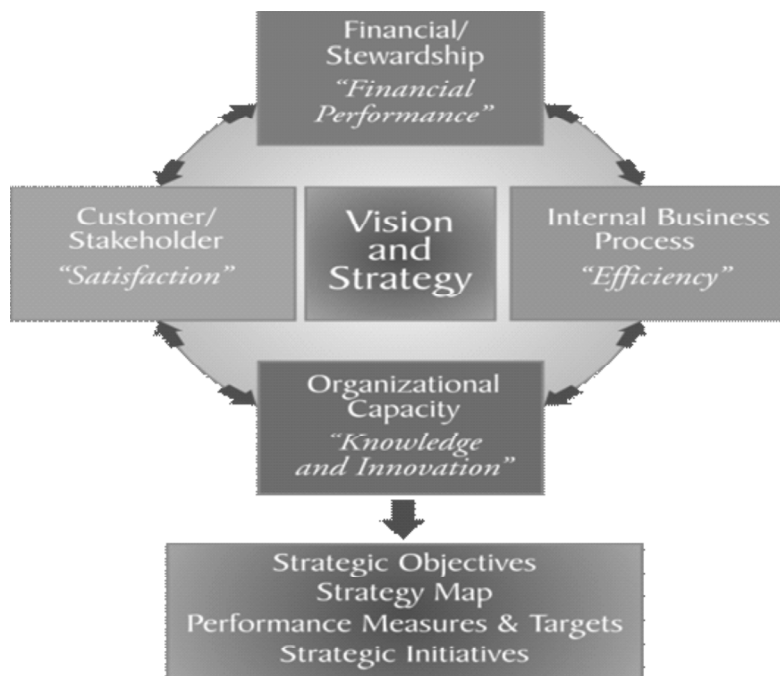 Financial/
Stewardship
“Financial
Performance”
Customer/
Stakeholder
“Satisfaction”
Vision
and
Strategy
Internal Business
Process
“Efficiency”
Organizational
Capacity
“Knowledge
and Innovation”
Strategic Objectives
Strategy Map
Performance Measures & Targets
Strategic Initiatives